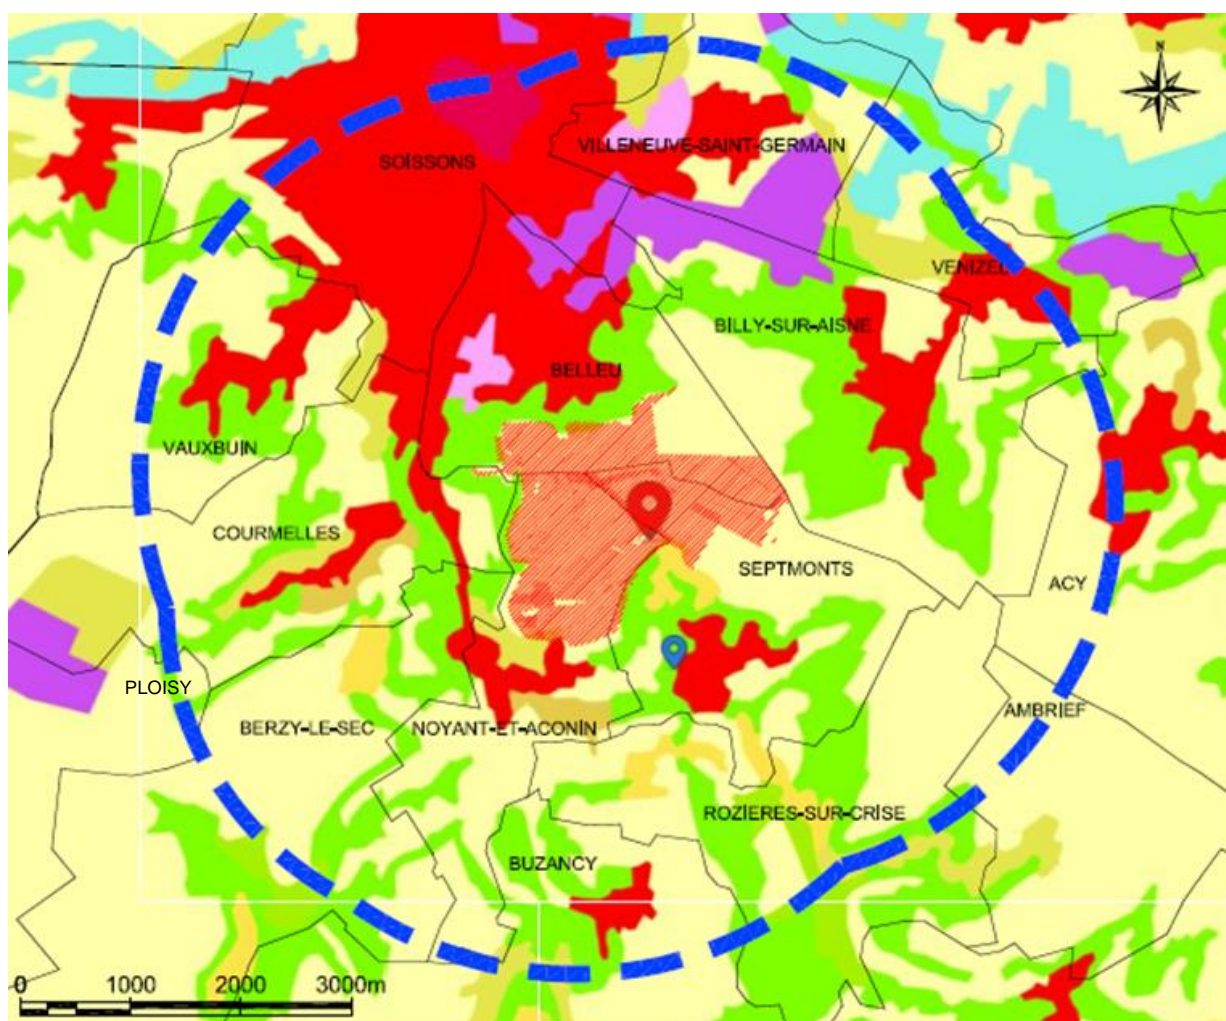 N
SOISSONS
VILLENEUVE-SAINT-GERMAIN
VENIZEL
BILLY-SUR-AISNE
BELLEU
VAUXBUIN
COURMELLES
SEPTMONTS
ACY
PLOISY
AMBRIEF
BERZY-LE-SEC
NOYANT-ET-ACONIN
ROZIERES-SUR-CRISE
BUZANCY
0 1000 2000 3000m